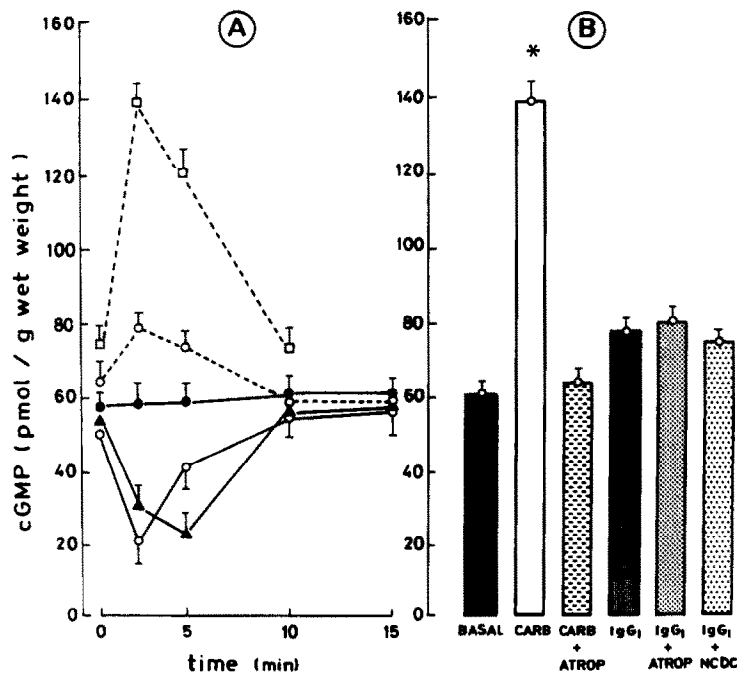 A
B
cGMP (pmol / g wet weight)
160
140
120
100
80
60
40
20
0
0
5
10
15
time (min)
160
140
120
100
80
60
40
20
0
*
BASAL
CARB
CARB + ATROP
IgG₁
IgG₁ + ATROP
IgG₁ + NCDC